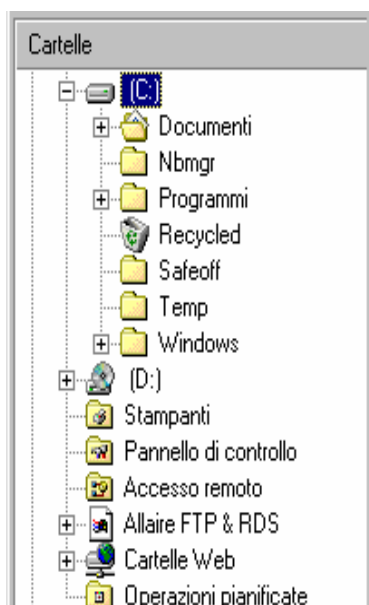 Cartelle
(C:)
Documenti
Nbmgr
Programmi
Recycled
Safeoff
Temp
Windows
(D:)
Stampanti
Pannello di controllo
Accesso remoto
Allaire FTP & RDS
Cartelle Web
Operazioni pianificate